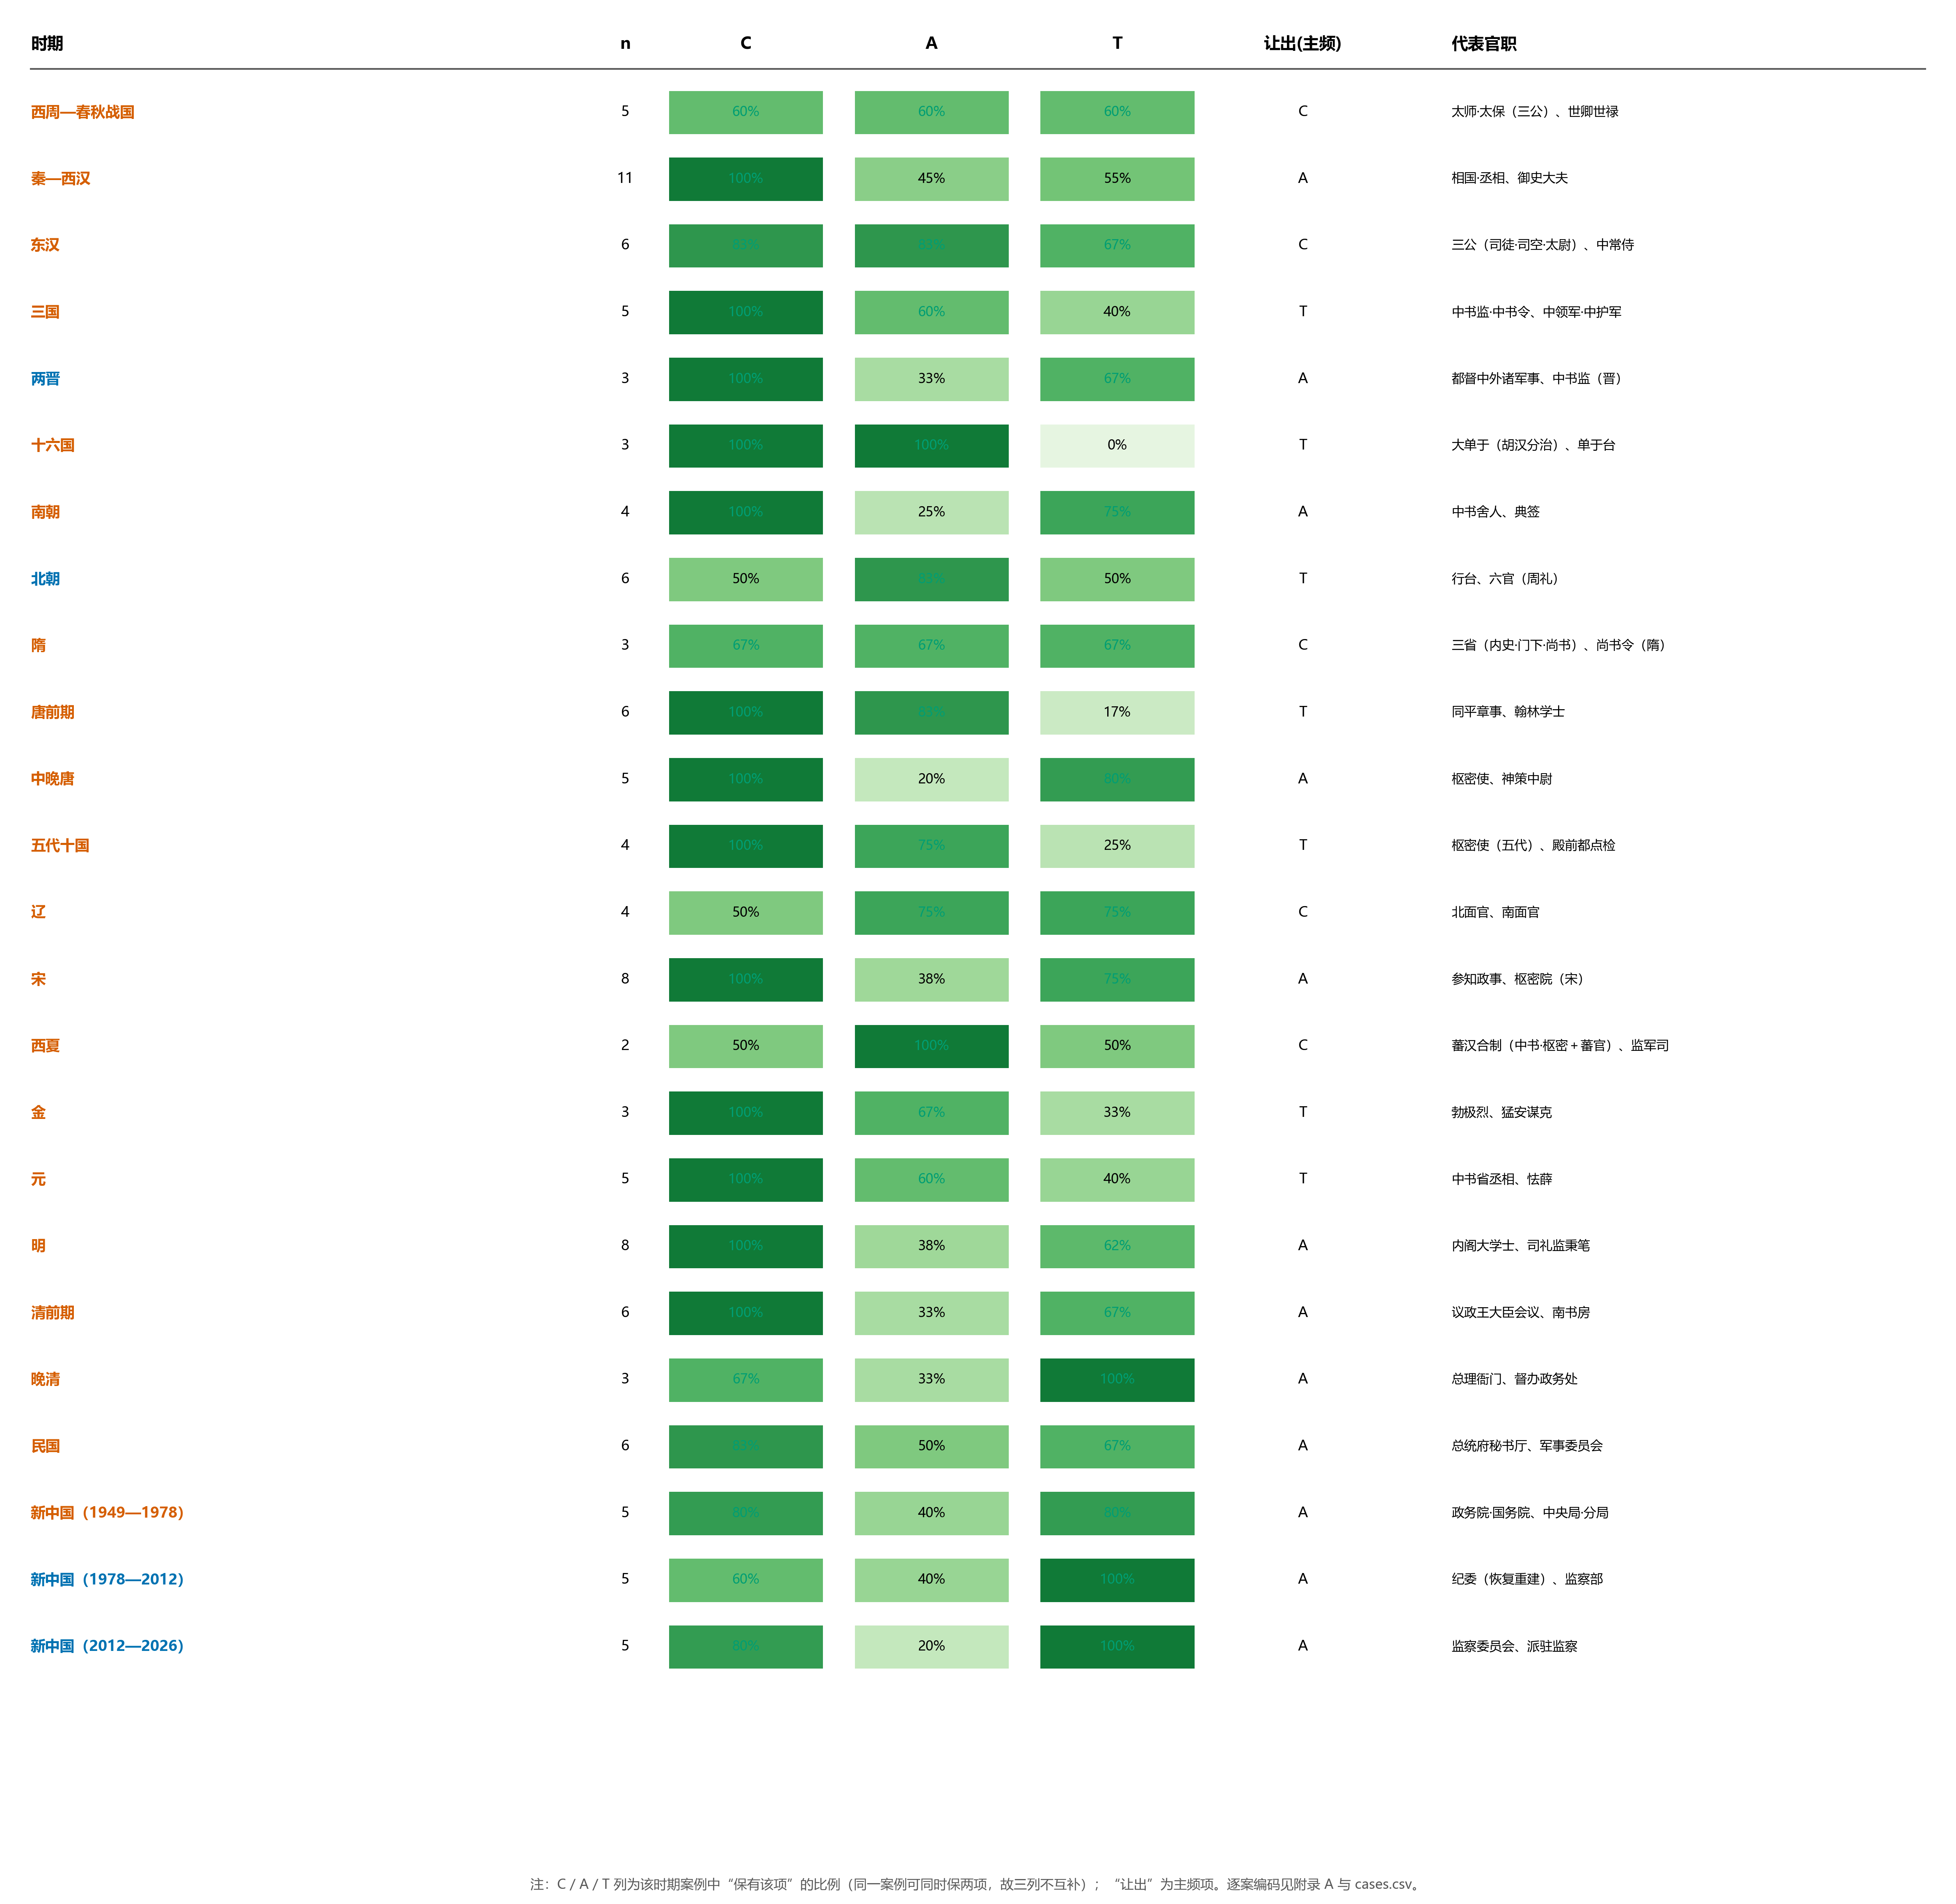 时期 n C A T 让出(主频) 代表官职
西周—春秋战国 5 60% 60% 60% C 太师·太保（三公）、世卿世禄
秦—西汉 11 100% 45% 55% A 相国·丞相、御史大夫
东汉 6 83% 83% 67% C 三公（司徒·司空·太尉）、中常侍
三国 5 100% 60% 40% T 中书监·中书令、中领军·中护军
两晋 3 100% 33% 67% A 都督中外诸军事、中书监（晋）
十六国 3 100% 100% 0% T 大单于（胡汉分治）、单于台
南朝 4 100% 25% 75% A 中书舍人、典签
北朝 6 50% 83% 50% T 行台、六官（周礼）
隋 3 67% 67% 67% C 三省（内史·门下·尚书）、尚书令（隋）
唐前期 6 100% 83% 17% T 同平章事、翰林学士
中晚唐 5 100% 20% 80% A 枢密使、神策中尉
五代十国 4 100% 75% 25% T 枢密使（五代）、殿前都点检
辽 4 50% 75% 75% C 北面官、南面官
宋 8 100% 38% 75% A 参知政事、枢密院（宋）
西夏 2 50% 100% 50% C 蕃汉合制（中书·枢密＋蕃官）、监军司
金 3 100% 67% 33% T 勃极烈、猛安谋克
元 5 100% 60% 40% T 中书省丞相、怯薛
明 8 100% 38% 62% A 内阁大学士、司礼监秉笔
清前期 6 100% 33% 67% A 议政王大臣会议、南书房
晚清 3 67% 33% 100% A 总理衙门、督办政务处
民国 6 83% 50% 67% A 总统府秘书厅、军事委员会
新中国（1949—1978） 5 80% 40% 80% A 政务院·国务院、中央局·分局
新中国（1978—2012） 5 60% 40% 100% A 纪委（恢复重建）、监察部
新中国（2012—2026） 5 80% 20% 100% A 监察委员会、派驻监察
注：C / A / T 列为该时期案例中“保有该项”的比例（同一案例可同时保两项，故三列不互补）；“让出”为主频项。逐案编码见附录 A 与 cases.csv。